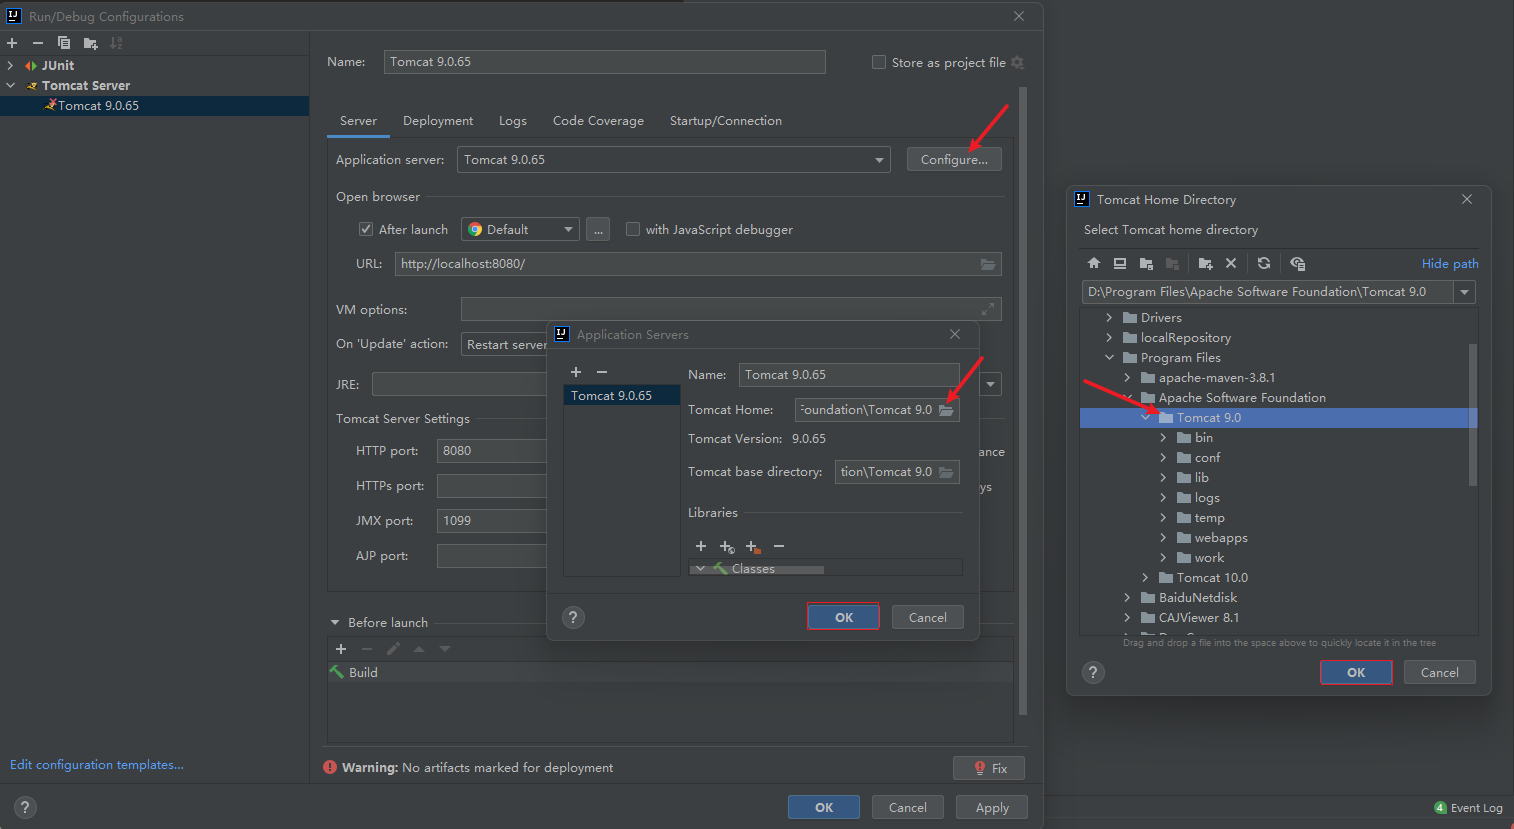 Run/Debug Configurations
JUnit
Tomcat Server
Tomcat 9.0.65
Edit configuration templates...
Name:
Tomcat 9.0.65
Store as project file
Server
Deployment
Logs
Code Coverage
Startup/Connection
Application server:
Tomcat 9.0.65
Configure...
Open browser
After launch
Default
...
with JavaScript debugger
URL:
http://localhost:8080/
VM options:
On 'Update' action:
Restart server
JRE:
Tomcat Server Settings
HTTP port:
8080
ance
HTTPs port:
ys
JMX port:
1099
AJP port:
Before launch
Build
Warning: No artifacts marked for deployment
Fix
OK
Cancel
Apply
?
Application Servers
Tomcat 9.0.65
Name:
Tomcat 9.0.65
Tomcat Home:
Foundation\Tomcat 9.0
Tomcat Version:
9.0.65
Tomcat base directory:
tion\Tomcat 9.0
Libraries
Classes
?
OK
Cancel
Tomcat Home Directory
Select Tomcat home directory
Hide path
D:\Program Files\Apache Software Foundation\Tomcat 9.0
Drivers
localRepository
Program Files
apache-maven-3.8.1
Apache Software Foundation
Tomcat 9.0
bin
conf
lib
logs
temp
webapps
work
Tomcat 10.0
BaiduNetdisk
CAJViewer 8.1
Drag and drop a file into the space above to quickly locate it in the tree
?
OK
Cancel
4 Event Log